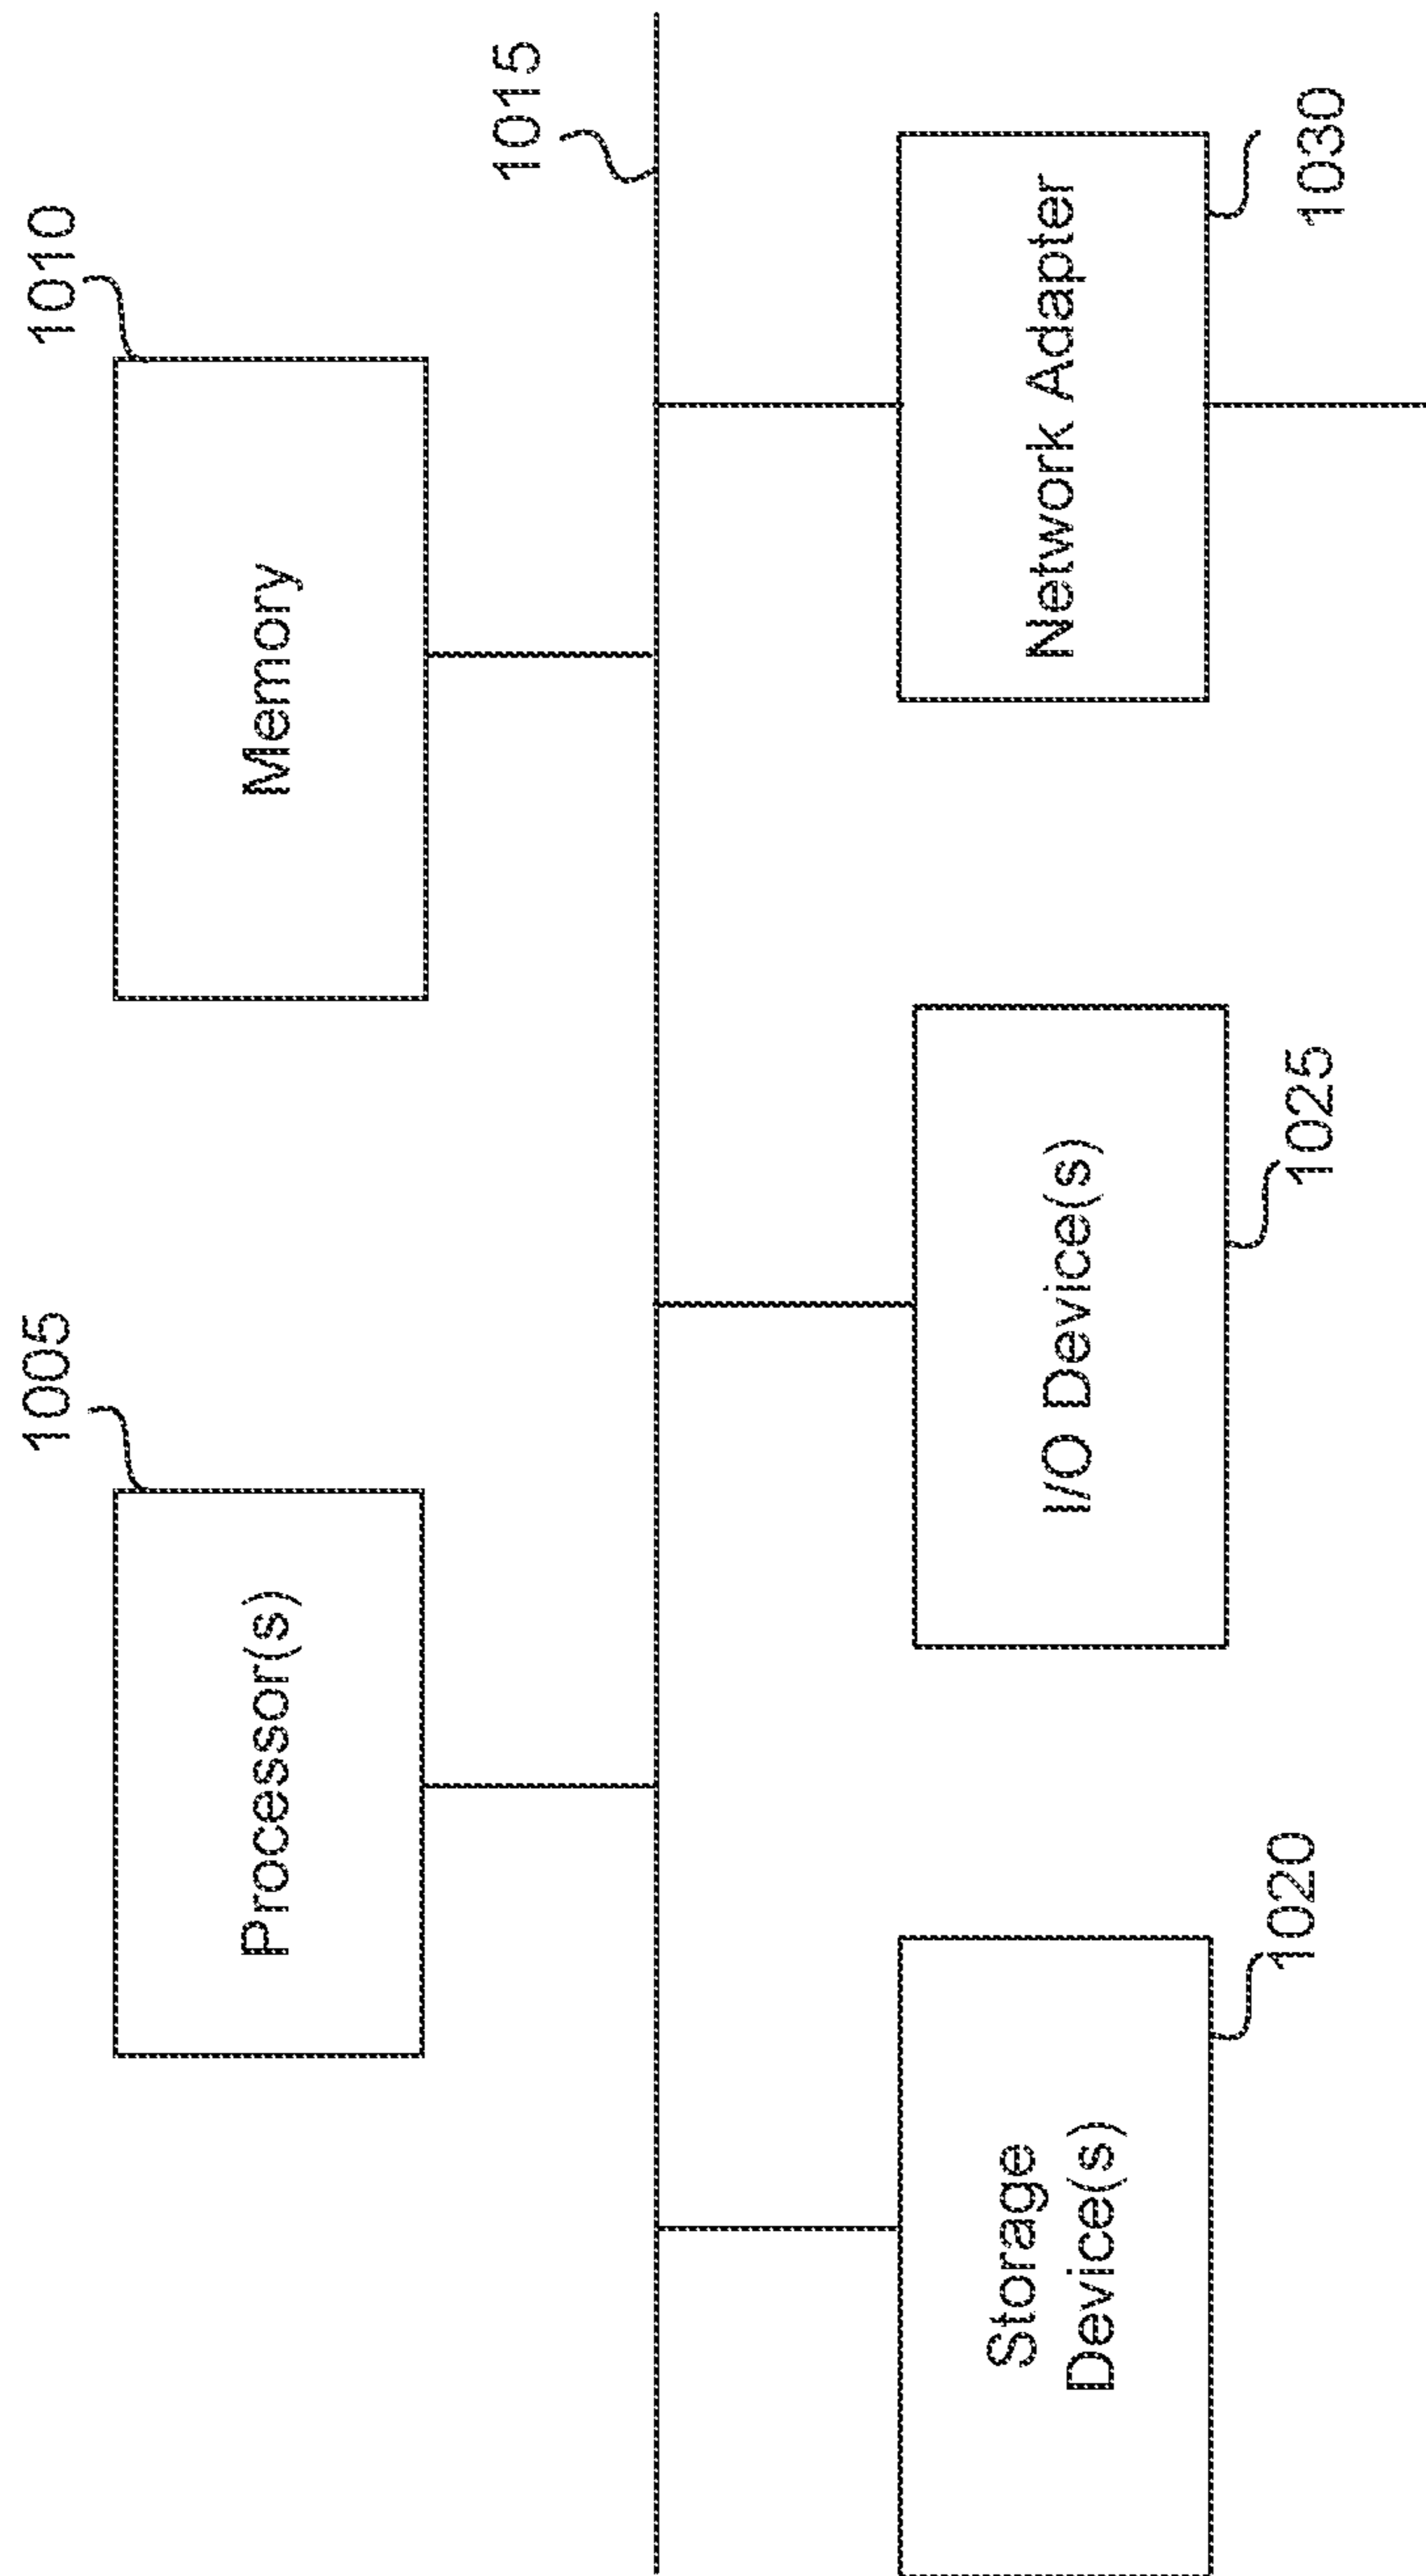 1005
Processor(s)
1010
Memory
1015
Storage
Device(s)
1020
I/O Device(s)
1025
Network Adapter
1030